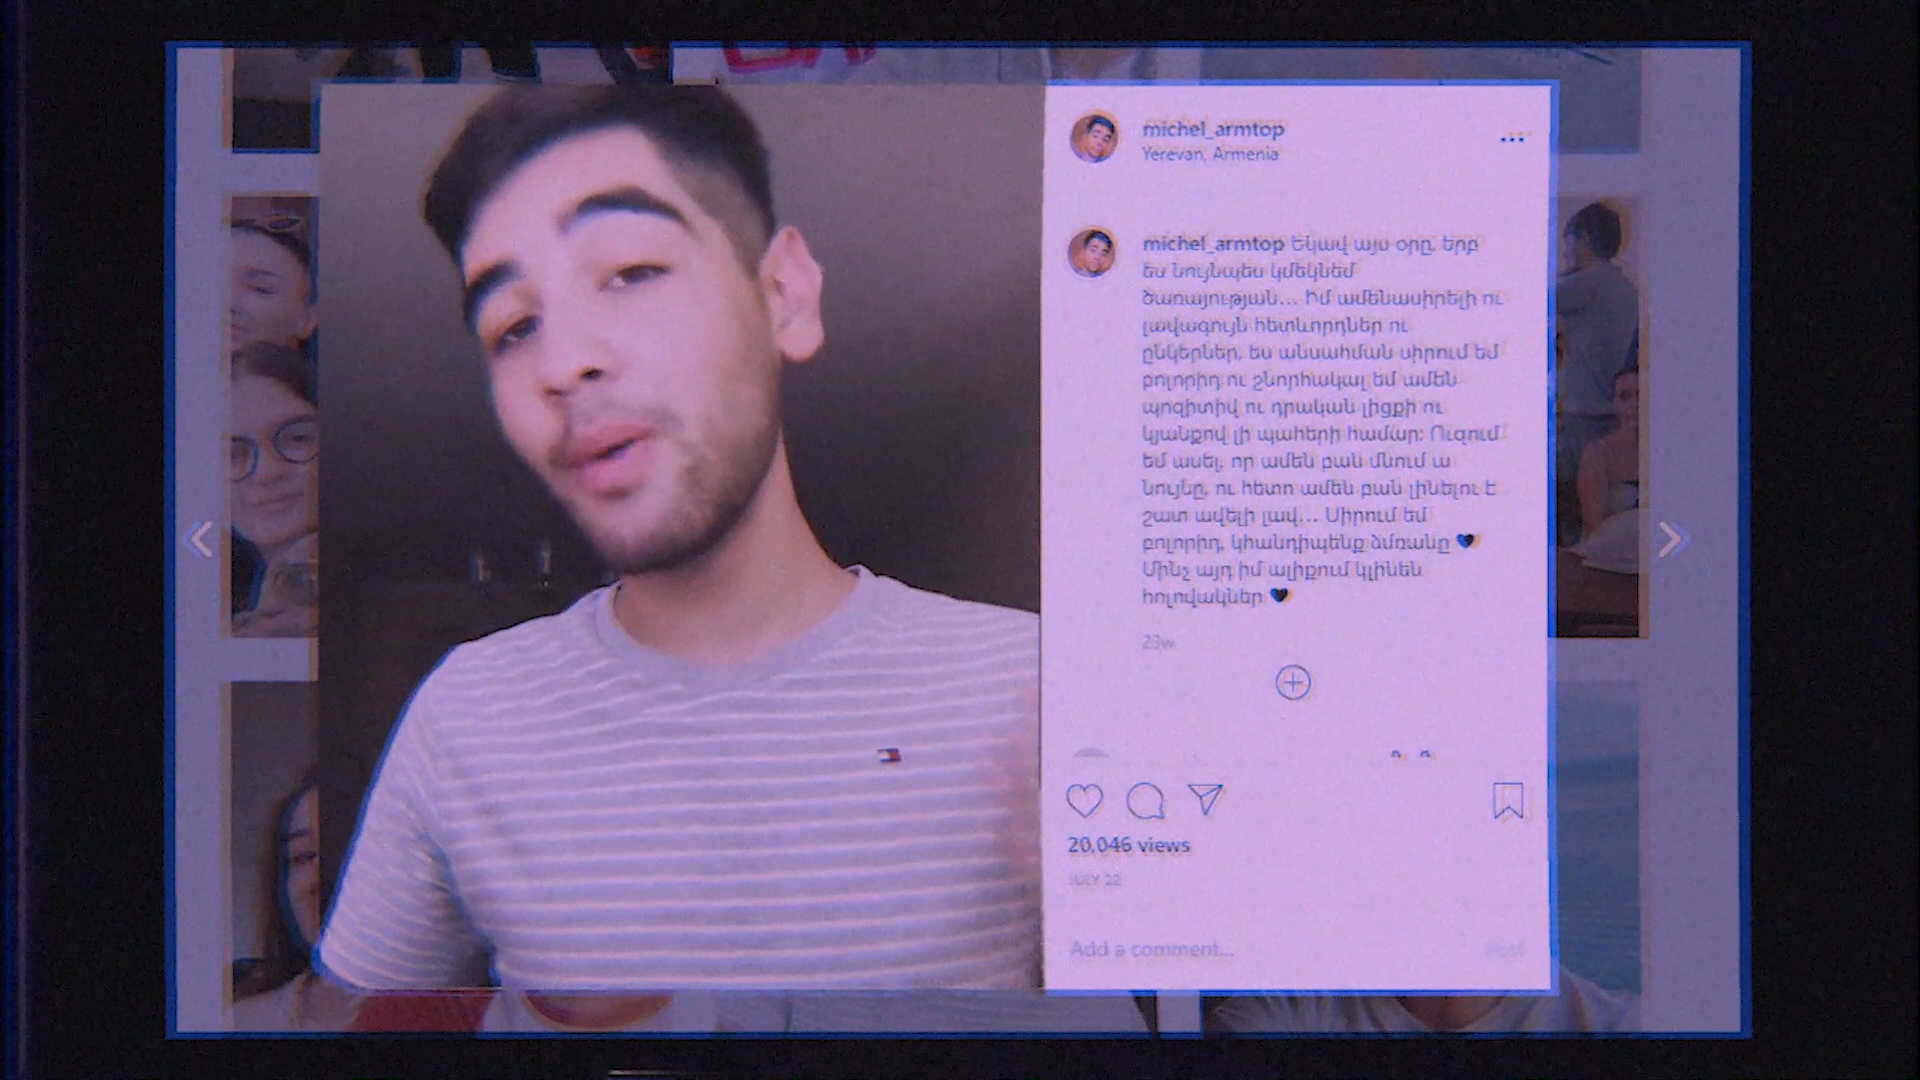 michel_armtop
Yerevan, Armenia
michel_armtop Եկավ այս օրը, երբ
ես նույնպես կմեկնեմ
ծառայության... Իմ ամենասիրելի ու
լավագույն հետևորդներ ու
ընկերներ, ես անսահման սիրում եմ
բոլորիդ ու շնորհակալ եմ ամեն
պոզիտիվ ու դրական լիցքի ու
կյանքով լի պահերի համար: Ուզում
եմ ասել, որ ամեն բան մնում ա
նույնը, ու հետո ամեն բան լինելու է
շատ ավելի լավ... Սիրում եմ
բոլորիդ, կհանդիպենք ձմռանը 🖤
Մինչ այդ իմ ալիքում կլինեն
հոլովակներ 🖤
23w
20,046 views
JULY 22
Add a comment...
Post